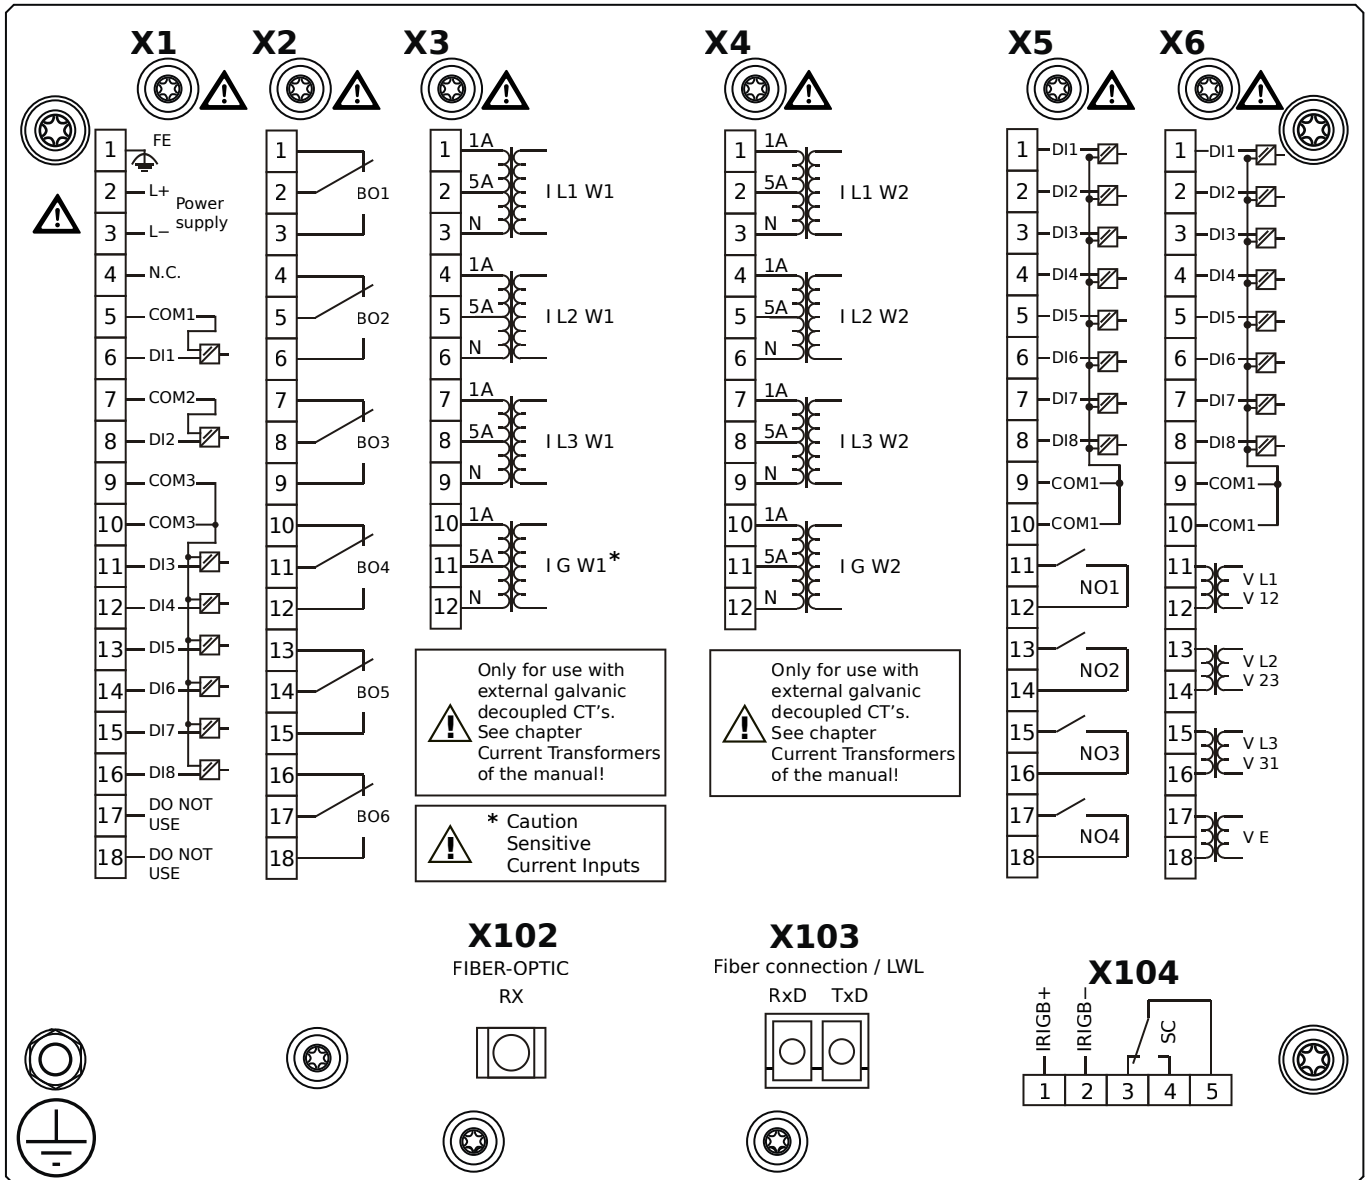 X1 X2 X3 X4 X5 X6
1 FE
2 L+ Power
supply
3 L−
4 N.C.
5 COM1
6 DI1
7 COM2
8 DI2
9 COM3
10 COM3
11 DI3
12 DI4
13 DI5
14 DI6
15 DI7
16 DI8
17 DO NOT
USE
18 DO NOT
USE
1
2 BO1
3
4
5 BO2
6
7
8 BO3
9
10
11 BO4
12
13
14 BO5
15
16
17 BO6
18
1 1A
2 5A I L1 W1
3 N
4 1A
5 5A I L2 W1
6 N
7 1A
8 5A I L3 W1
9 N
10 1A
11 5A I G W1*
12 N
Only for use with
external galvanic
decoupled CT's.
See chapter
Current Transformers
of the manual!
* Caution
Sensitive
Current Inputs
1 1A
2 5A I L1 W2
3 N
4 1A
5 5A I L2 W2
6 N
7 1A
8 5A I L3 W2
9 N
10 1A
11 5A I G W2
12 N
Only for use with
external galvanic
decoupled CT's.
See chapter
Current Transformers
of the manual!
1 DI1
2 DI2
3 DI3
4 DI4
5 DI5
6 DI6
7 DI7
8 DI8
9 COM1
10 COM1
11
NO1
12
13
NO2
14
15
NO3
16
17
NO4
18
1 DI1
2 DI2
3 DI3
4 DI4
5 DI5
6 DI6
7 DI7
8 DI8
9 COM1
10 COM1
11 V L1
12 V 12
13 V L2
14 V 23
15 V L3
16 V 31
17
V E
18
X102
FIBER-OPTIC
RX
X103
Fiber connection / LWL
RxD TxD
X104
IRIGB+
IRIGB−
SC
1 2 3 4 5